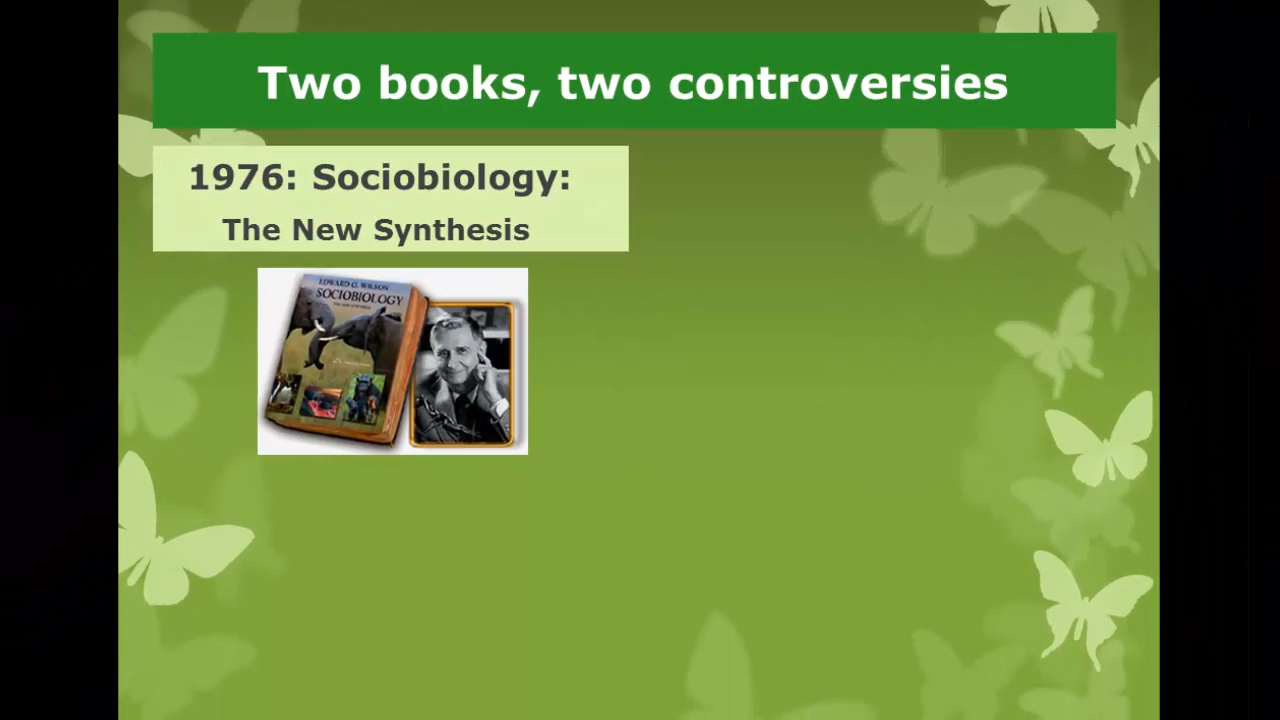 Two books, two controversies
1976: Sociobiology:
The New Synthesis
EDWARD O. WILSON
SOCIOBIOLOGY